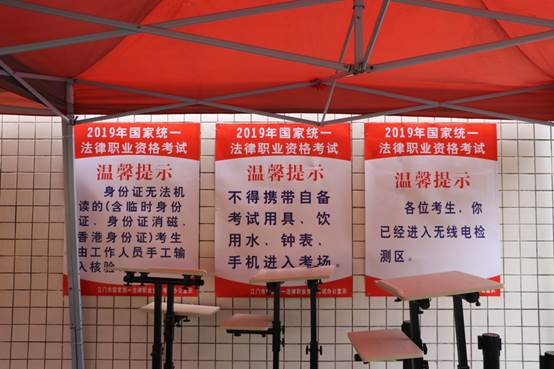 2019年国家统一
法律职业资格考试
温馨提示
身份证无法机
读的(含临时身份
证、身份证消磁、
香港身份证)考生
由工作人员手工输
入核验
2019年国家统一
法律职业资格考试
温馨提示
不得携带自备
考试用具、饮
用水、钟表、
手机进入考场。
2019年国家统一
法律职业资格考试
温馨提示
各位考生，你
已经进入无线电检
测区。